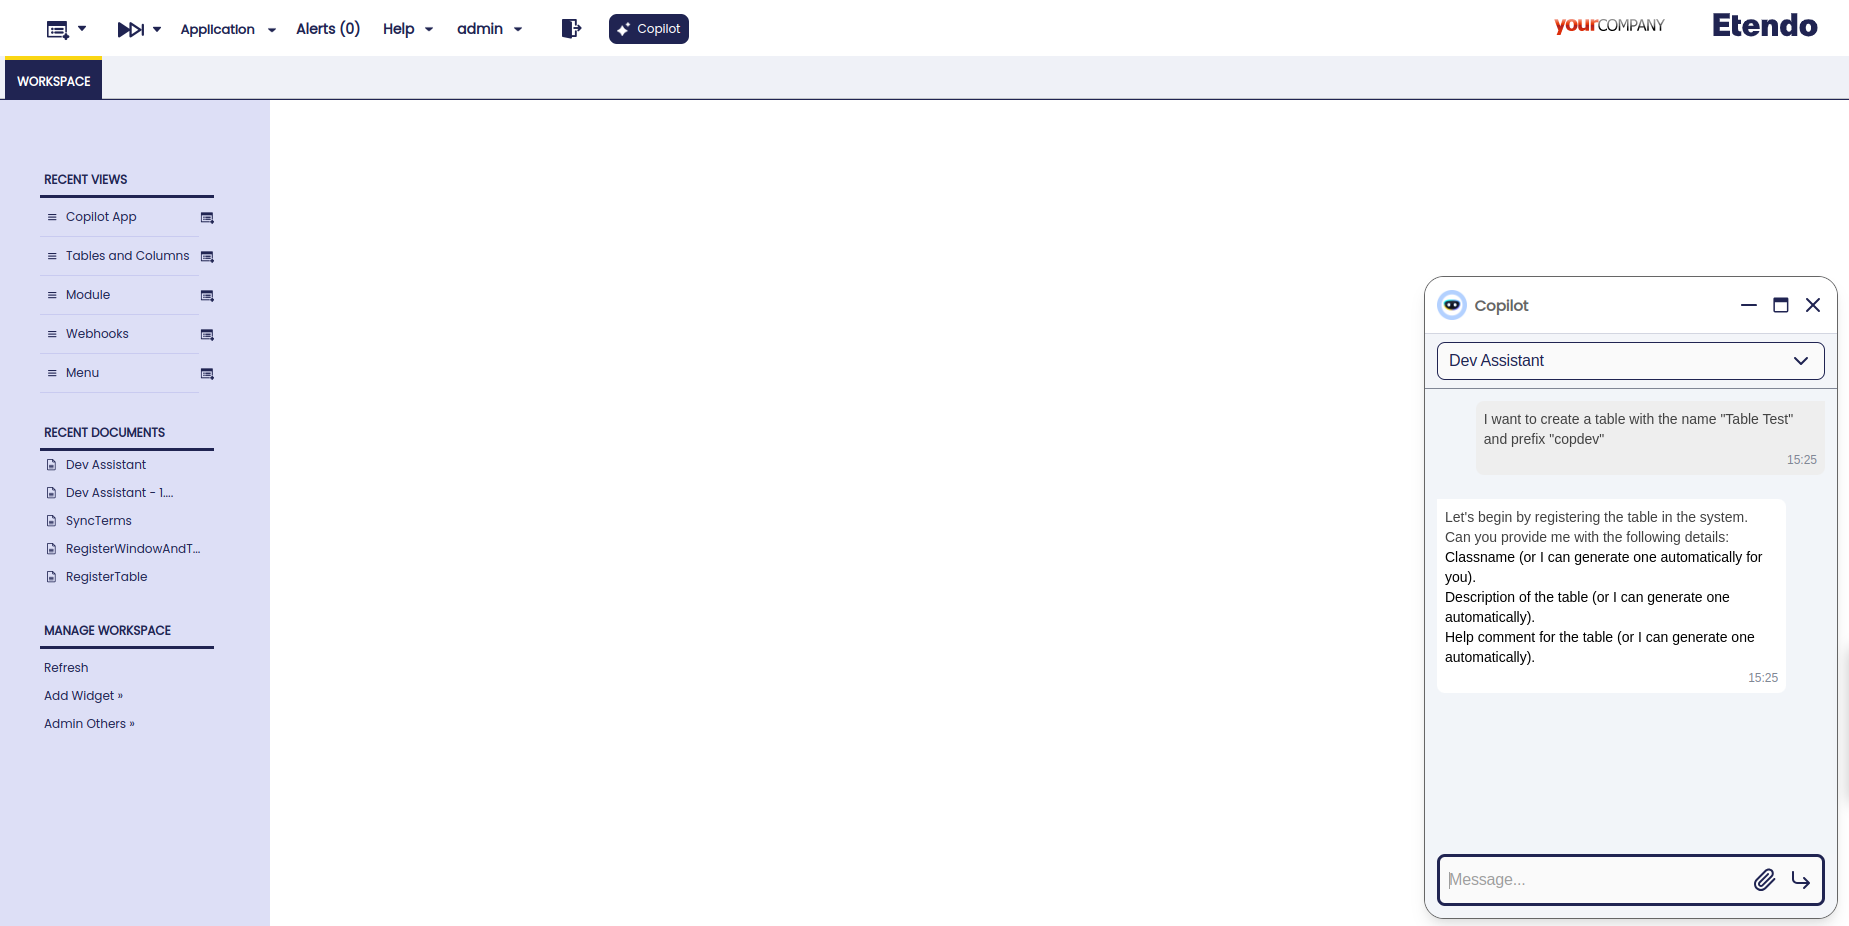 Application
Alerts (0)
Help
admin
Copilot
yourCOMPANY
Etendo
WORKSPACE
RECENT VIEWS
Copilot App
Tables and Columns
Module
Webhooks
Menu
RECENT DOCUMENTS
Dev Assistant
Dev Assistant - 1....
SyncTerms
RegisterWindowAndT...
RegisterTable
MANAGE WORKSPACE
Refresh
Add Widget »
Admin Others »
Copilot
Dev Assistant
I want to create a table with the name "Table Test"
and prefix "copdev"
15:25
Let's begin by registering the table in the system.
Can you provide me with the following details:
Classname (or I can generate one automatically for
you).
Description of the table (or I can generate one
automatically).
Help comment for the table (or I can generate one
automatically).
15:25
Message...